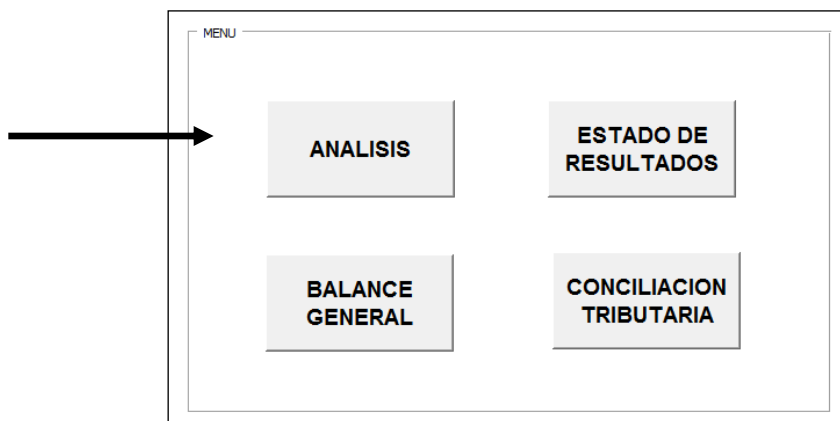 MENU
ANALISIS
ESTADO DE
RESULTADOS
BALANCE
GENERAL
CONCILIACION
TRIBUTARIA